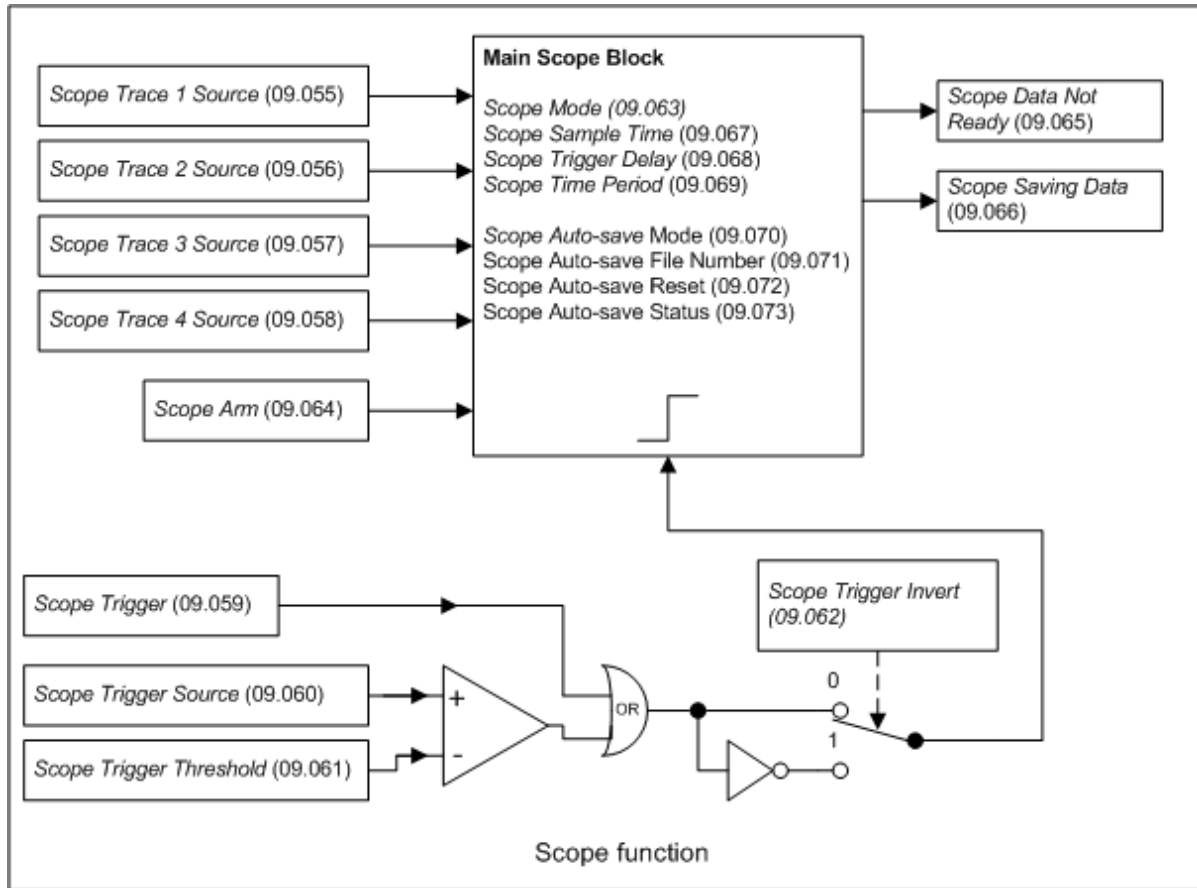 Main Scope Block
Scope Mode (09.063)
Scope Sample Time (09.067)
Scope Trigger Delay (09.068)
Scope Time Period (09.069)
Scope Auto-save Mode (09.070)
Scope Auto-save File Number (09.071)
Scope Auto-save Reset (09.072)
Scope Auto-save Status (09.073)
Scope Trace 1 Source (09.055)
Scope Trace 2 Source (09.056)
Scope Trace 3 Source (09.057)
Scope Trace 4 Source (09.058)
Scope Arm (09.064)
Scope Data Not
Ready (09.065)
Scope Saving Data
(09.066)
Scope Trigger (09.059)
Scope Trigger Source (09.060)
Scope Trigger Threshold (09.061)
+
-
OR
Scope Trigger Invert
(09.062)
0
1
Scope function